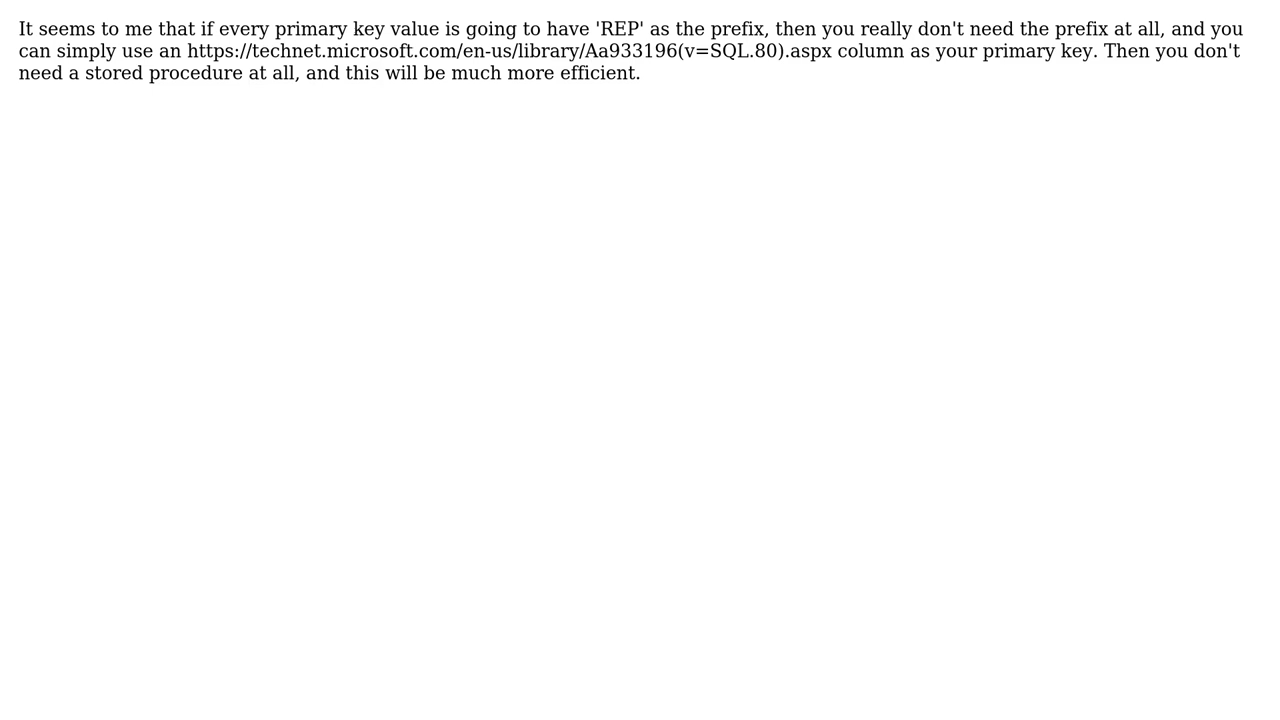 It seems to me that if every primary key value is going to have 'REP' as the prefix, then you really don't need the prefix at all, and you
can simply use an https://technet.microsoft.com/en-us/library/Aa933196(v=SQL.80).aspx column as your primary key. Then you don't
need a stored procedure at all, and this will be much more efficient.